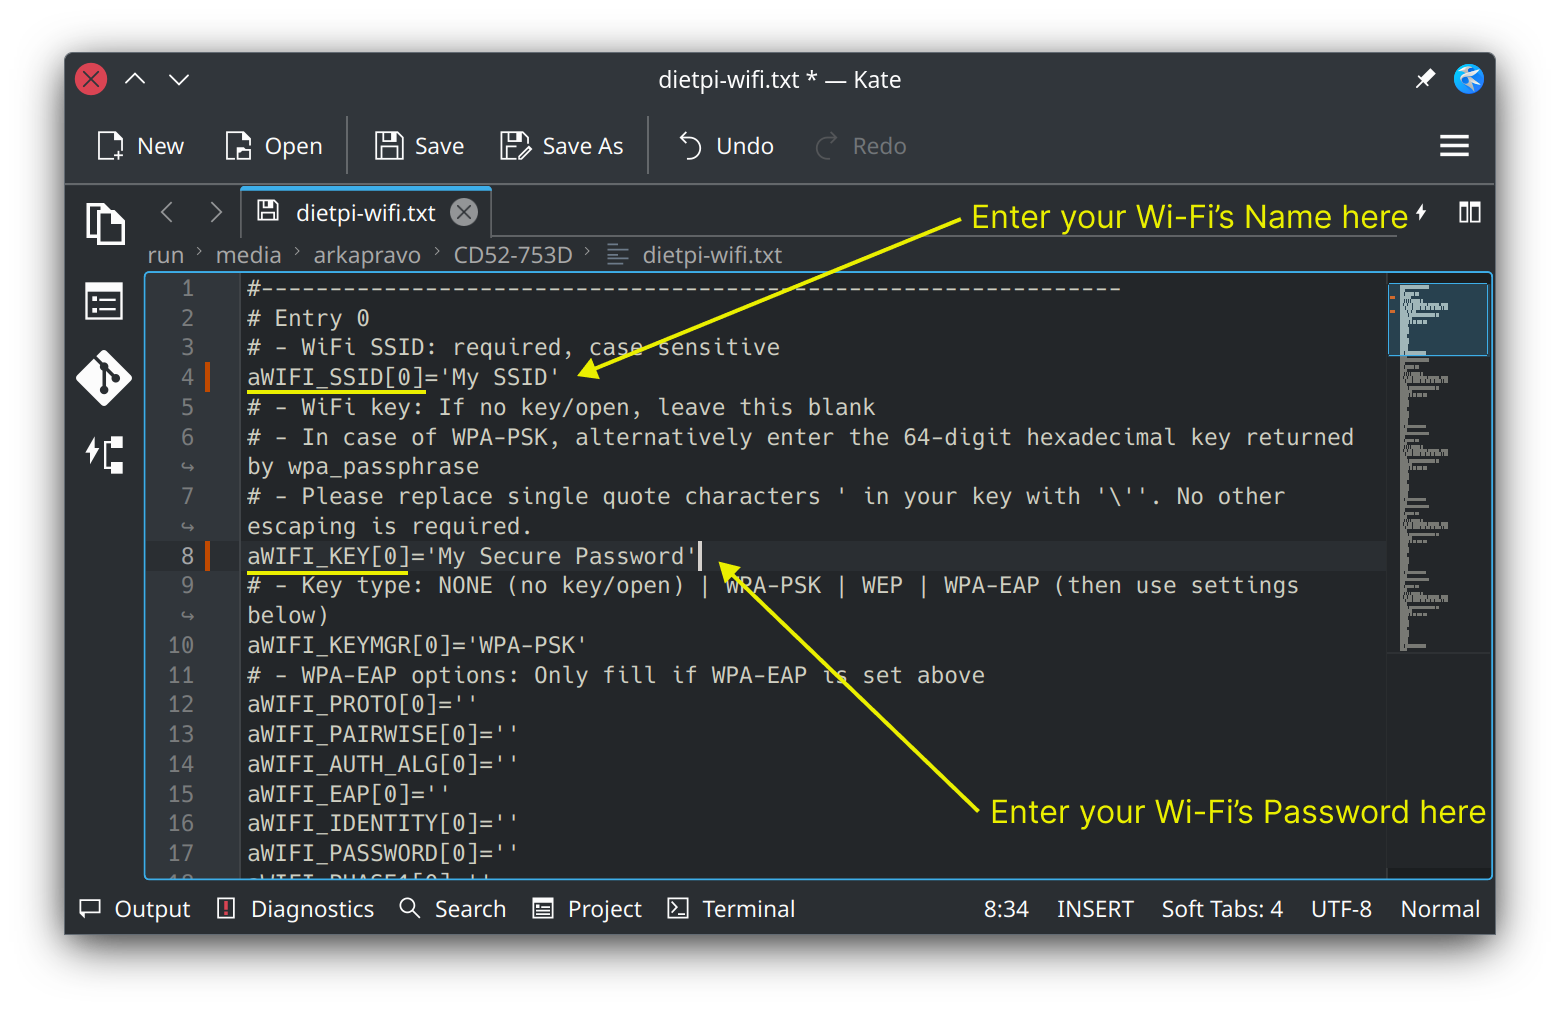 dietpi-wifi.txt * — Kate
New Open Save Save As Undo Redo
dietpi-wifi.txt
Enter your Wi-Fi’s Name here
run > media > arkapravo > CD52-753D > dietpi-wifi.txt
1 #---------------------------------------------------------------
2 # Entry 0
3 # - WiFi SSID: required, case sensitive
4 aWIFI_SSID[0]='My SSID'
5 # - WiFi key: If no key/open, leave this blank
6 # - In case of WPA-PSK, alternatively enter the 64-digit hexadecimal key returned
↪ by wpa_passphrase
7 # - Please replace single quote characters ' in your key with '\''. No other
↪ escaping is required.
8 aWIFI_KEY[0]='My Secure Password'
9 # - Key type: NONE (no key/open) | WPA-PSK | WEP | WPA-EAP (then use settings
↪ below)
10 aWIFI_KEYMGR[0]='WPA-PSK'
11 # - WPA-EAP options: Only fill if WPA-EAP is set above
12 aWIFI_PROTO[0]=''
13 aWIFI_PAIRWISE[0]=''
14 aWIFI_AUTH_ALG[0]=''
15 aWIFI_EAP[0]=''
16 aWIFI_IDENTITY[0]=''
Enter your Wi-Fi’s Password here
17 aWIFI_PASSWORD[0]=''
Output Diagnostics Search Project Terminal 8:34 INSERT Soft Tabs: 4 UTF-8 Normal